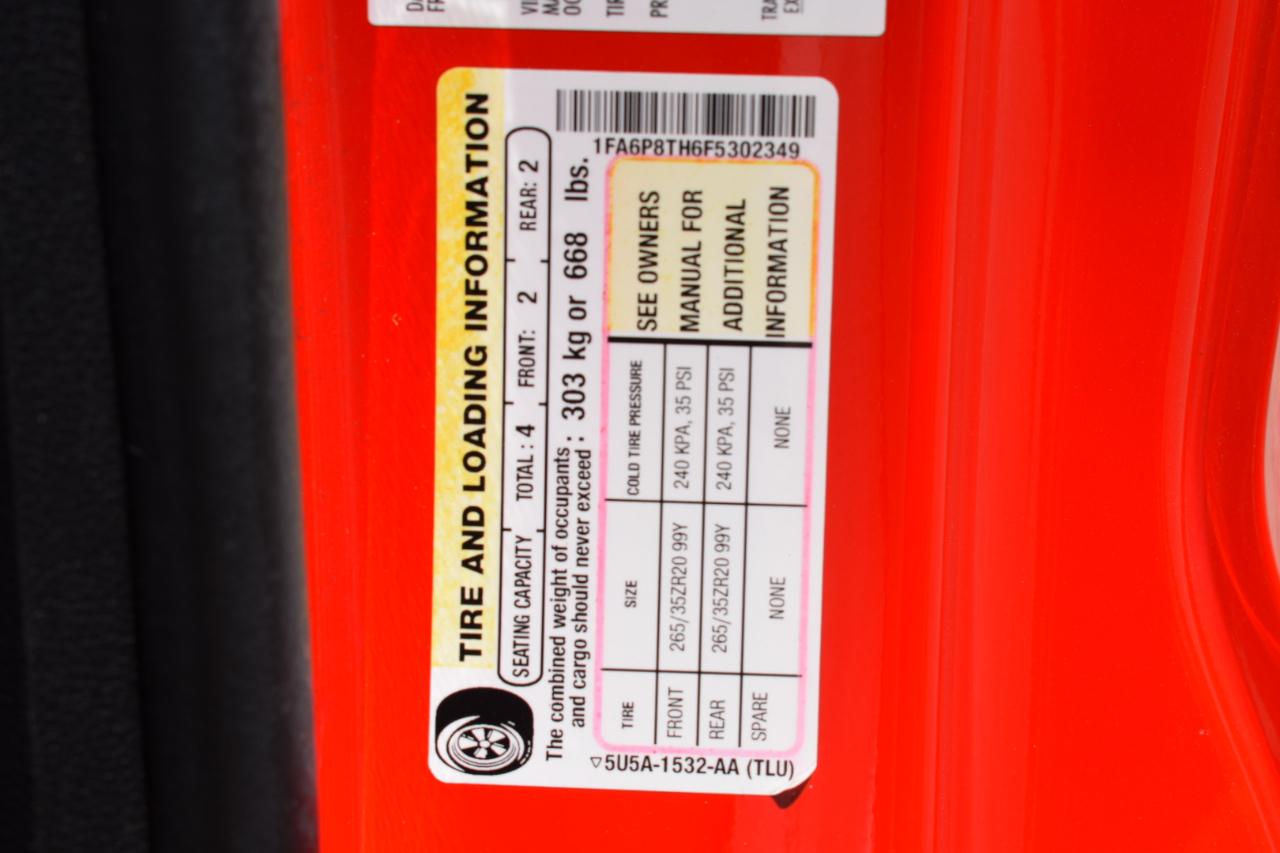 TIRE AND LOADING INFORMATION
SEATING CAPACITY TOTAL : 4 FRONT: 2 REAR: 2
The combined weight of occupants
and cargo should never exceed : 303 kg or 668 lbs.
1FA6P8TH6F5302349
TIRE SIZE COLD TIRE PRESSURE
FRONT 265/35ZR20 99Y 240 KPA, 35 PSI
REAR 265/35ZR20 99Y 240 KPA, 35 PSI
SPARE NONE NONE
SEE OWNERS
MANUAL FOR
ADDITIONAL
INFORMATION
▽5U5A-1532-AA (TLU)